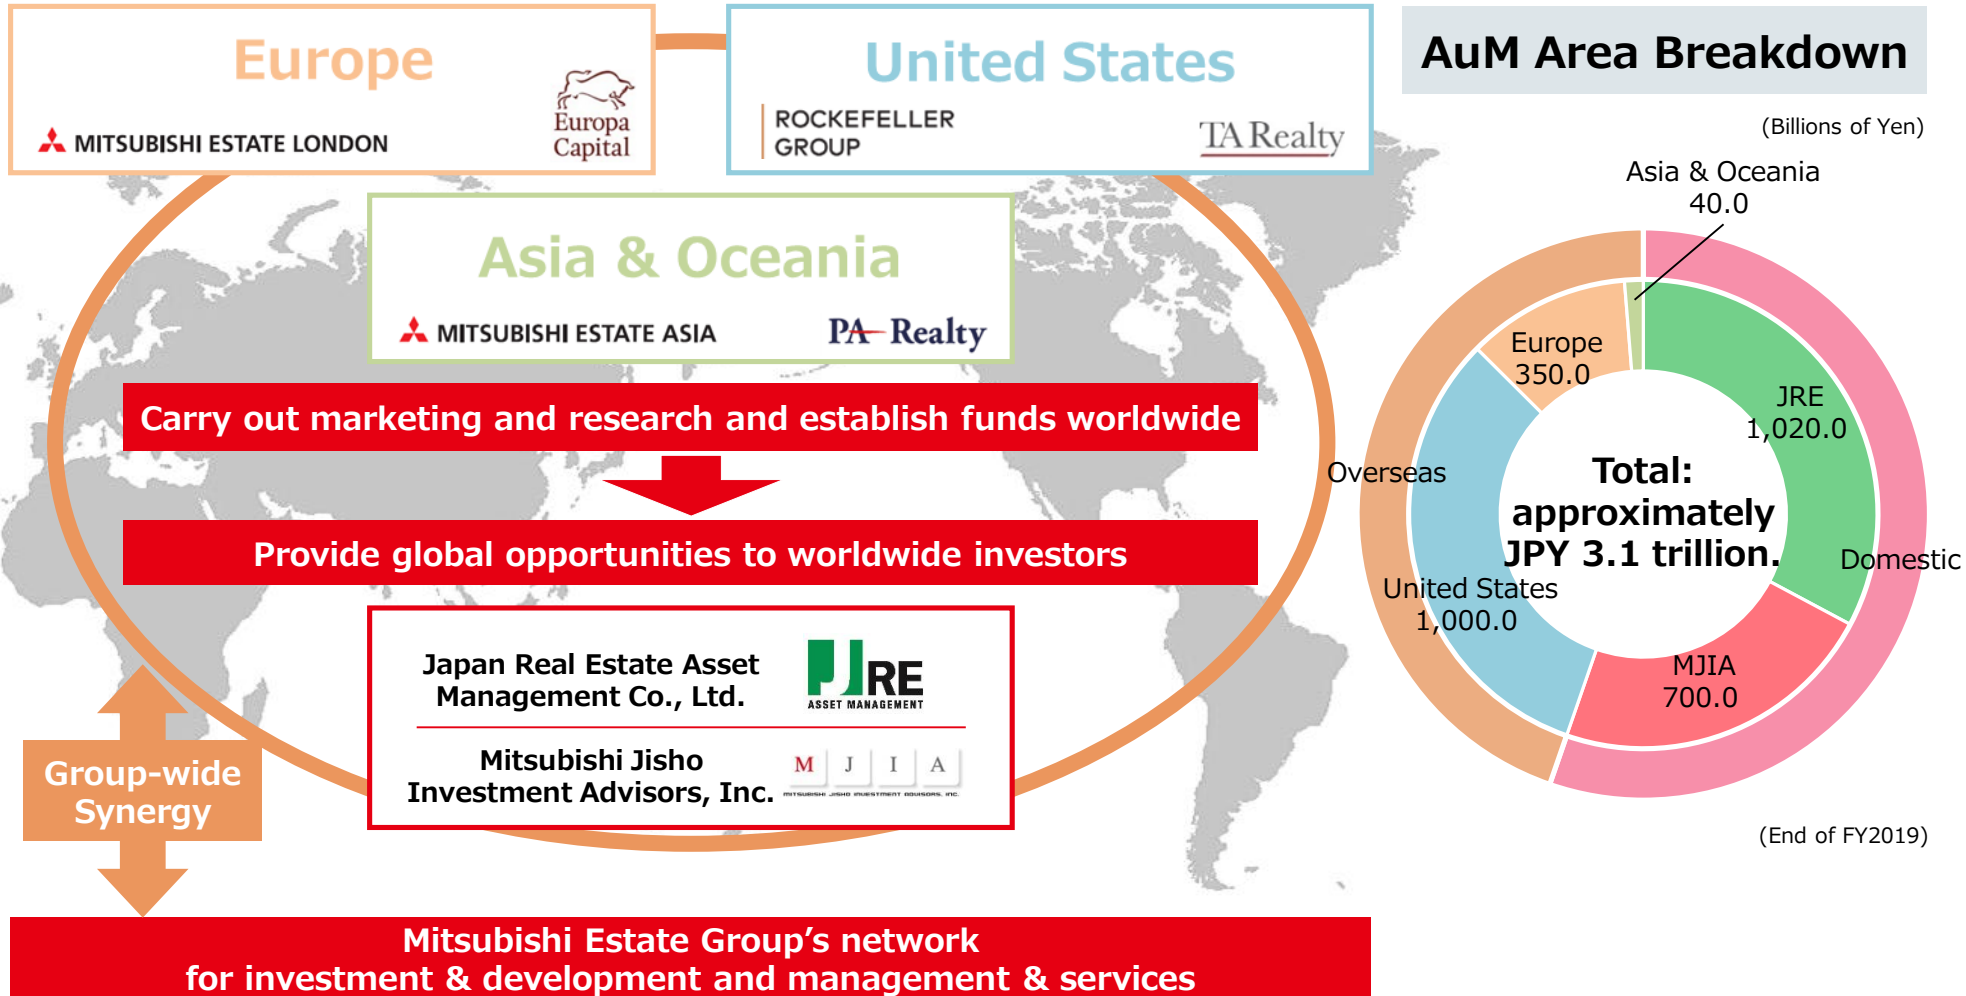 Europe
MITSUBISHI ESTATE LONDON
Europa
Capital
United States
ROCKEFELLER
GROUP
TA Realty
Asia & Oceania
MITSUBISHI ESTATE ASIA
PA Realty
Carry out marketing and research and establish funds worldwide
Provide global opportunities to worldwide investors
Japan Real Estate Asset
Management Co., Ltd.
JRE
ASSET MANAGEMENT
Mitsubishi Jisho
Investment Advisors, Inc.
M J I A
MITSUBISHI JISHO INVESTMENT ADVISORS, INC.
Group-wide
Synergy
Mitsubishi Estate Group’s network
for investment & development and management & services
AuM Area Breakdown
(Billions of Yen)
Asia & Oceania
40.0
Europe
350.0
JRE
1,020.0
Overseas
Total:
approximately
JPY 3.1 trillion.
Domestic
United States
1,000.0
MJIA
700.0
(End of FY2019)